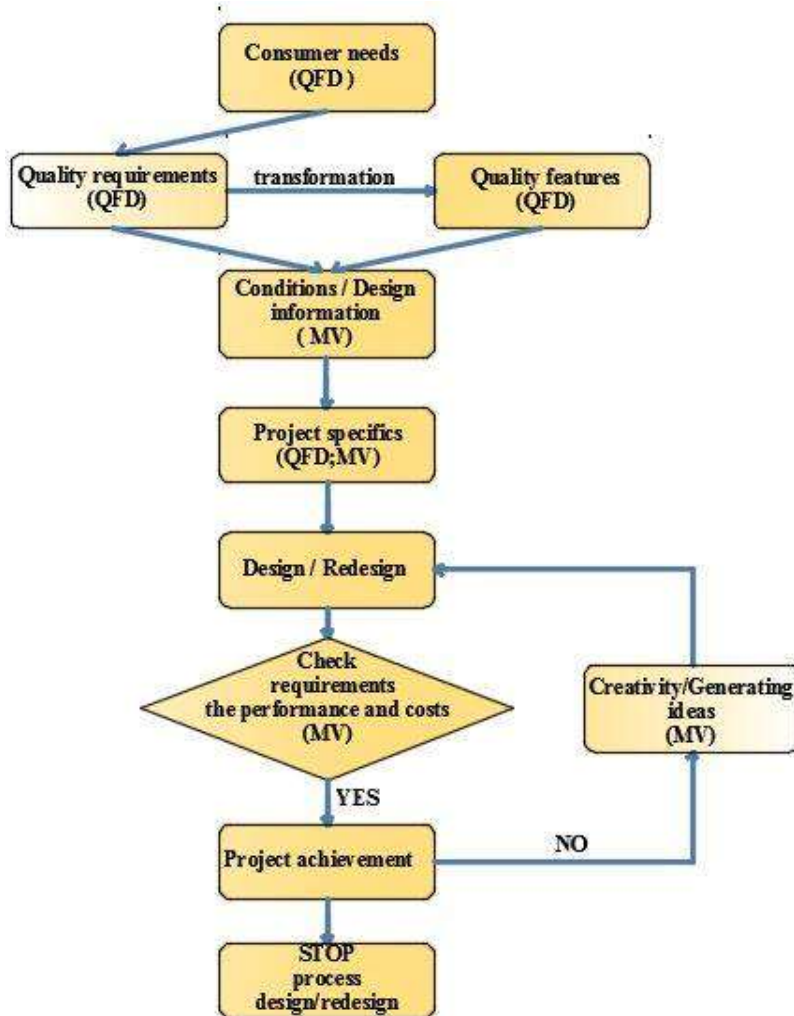 Consumer needs
(QFD )
Quality requirements
(QFD)
transformation
Quality features
(QFD)
Conditions / Design
information
( MV)
Project specifics
(QFD;MV)
Design / Redesign
Check
requirements
the performance and costs
(MV)
Creativity/Generating
ideas
(MV)
YES
Project achievement
NO
STOP
process
design/redesign